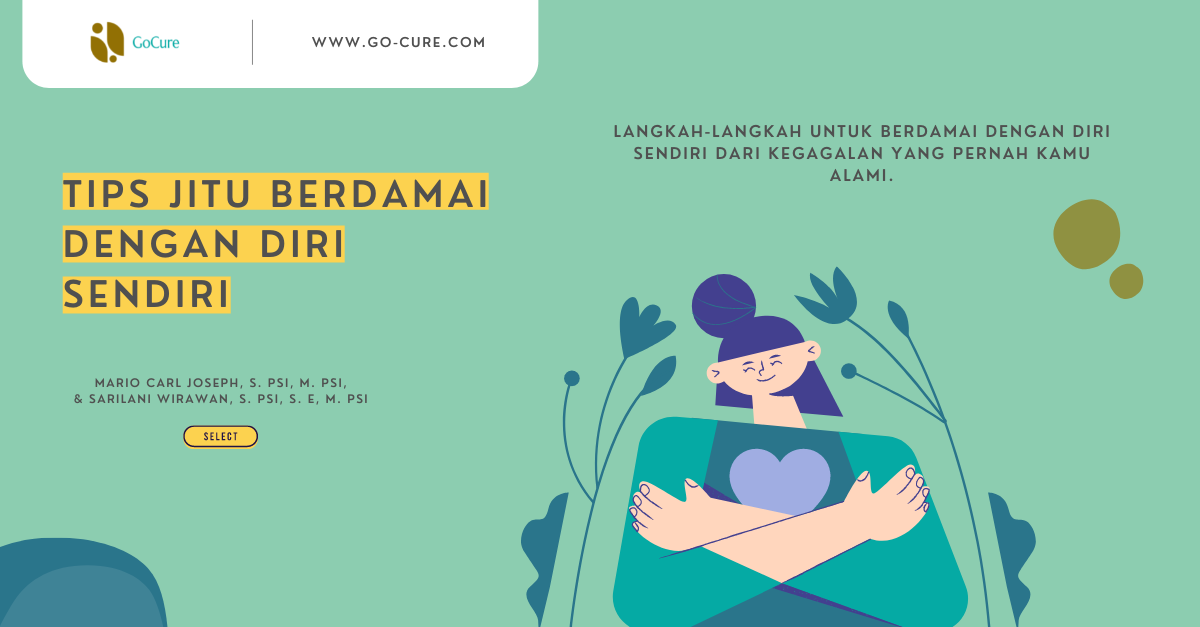 GoCure
WWW.GO-CURE.COM
TIPS JITU BERDAMAI
DENGAN DIRI
SENDIRI
MARIO CARL JOSEPH, S. PSI, M. PSI,
& SARILANI WIRAWAN, S. PSI, S. E, M. PSI
SELECT
LANGKAH-LANGKAH UNTUK BERDAMAI DENGAN DIRI
SENDIRI DARI KEGAGALAN YANG PERNAH KAMU
ALAMI.